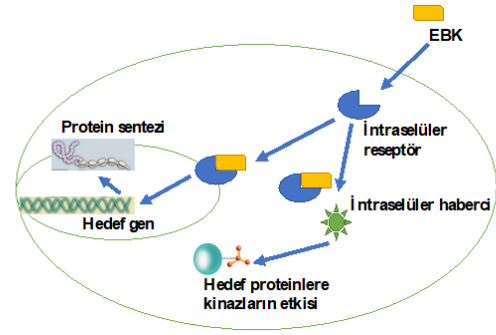 EBK
Protein sentezi
İntraselüler
reseptör
İntraselüler haberci
Hedef gen
Hedef proteinlere
kinazların etkisi